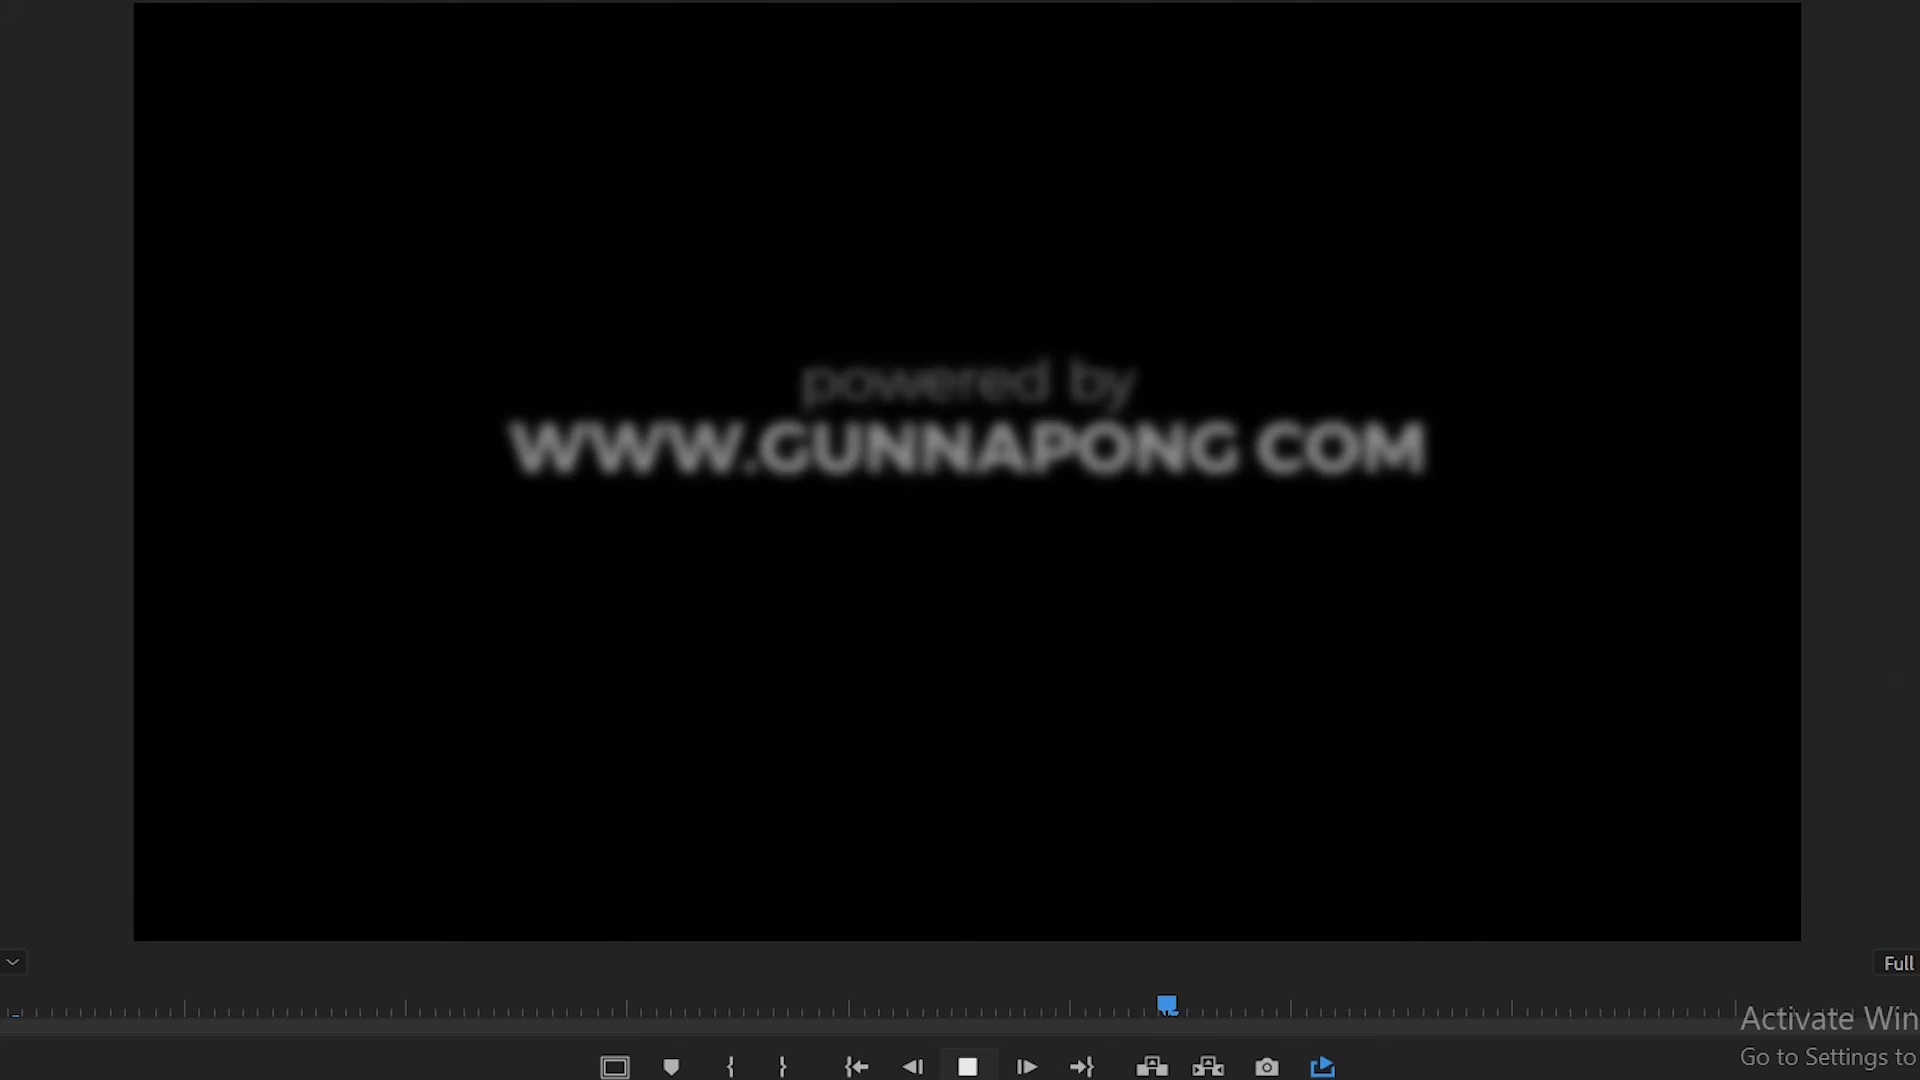 powered by
WWW.GUNNAPONG COM
Full
Activate Win
Go to Settings to